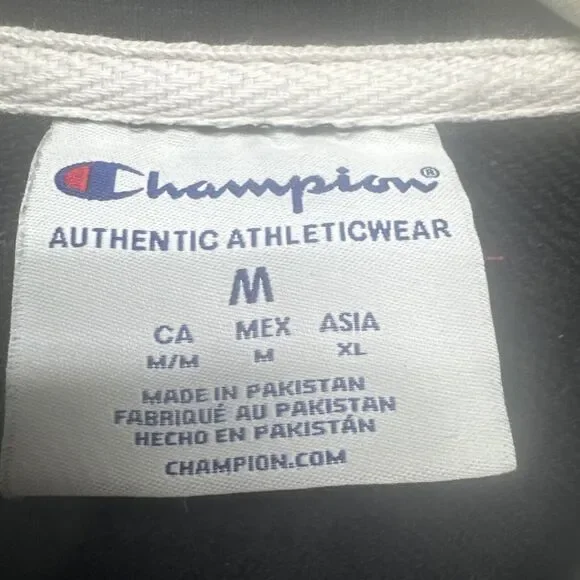 Champion®
AUTHENTIC ATHLETICWEAR
M
CA MEX ASIA
M/M M XL
MADE IN PAKISTAN
FABRIQUÉ AU PAKISTAN
HECHO EN PAKISTÁN
CHAMPION.COM